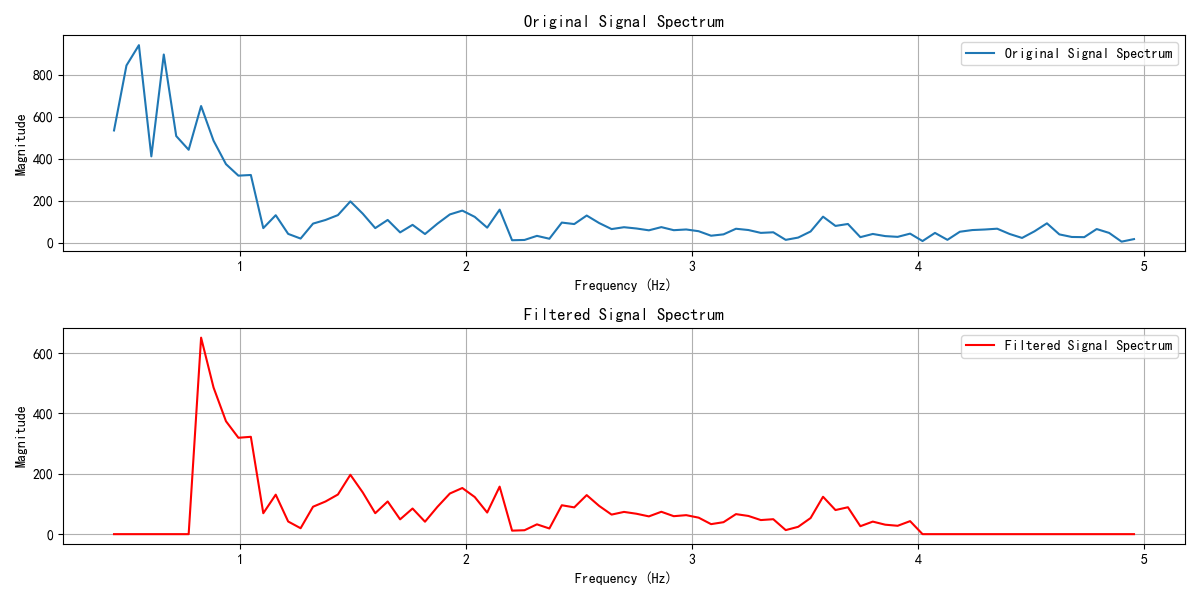 Original Signal Spectrum
Original Signal Spectrum
Magnitude
800
600
400
200
0
1 2 3 4 5
Frequency (Hz)
Filtered Signal Spectrum
Filtered Signal Spectrum
Magnitude
600
400
200
0
1 2 3 4 5
Frequency (Hz)